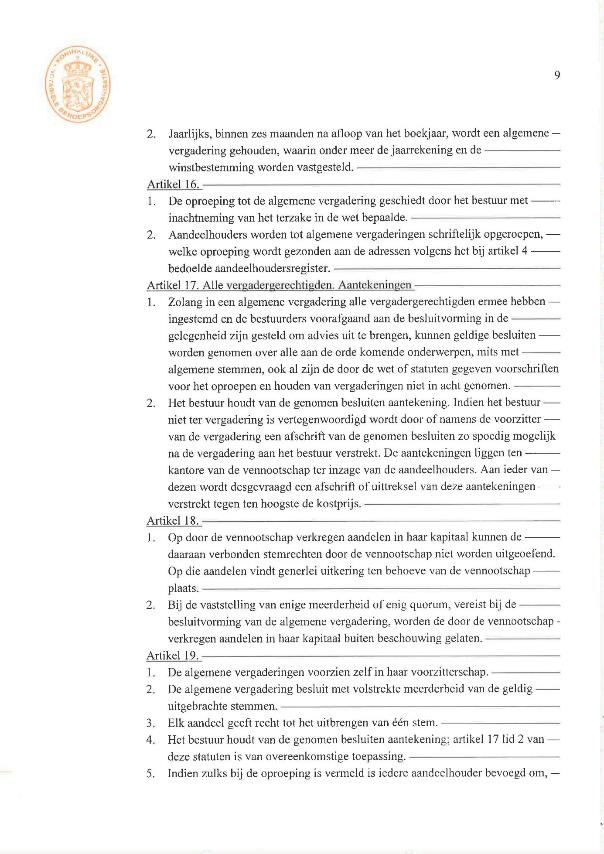 KONINKLIJKE
NOTARIËLE BEROEPSORGANISATIE
9
2. Jaarlijks, binnen zes maanden na afloop van het boekjaar, wordt een algemene —
vergadering gehouden, waarin onder meer de jaarrekening en de —
winstbestemming worden vastgesteld. —
Artikel 16. —
1. De oproeping tot de algemene vergadering geschiedt door het bestuur met —
inachtneming van het terzake in de wet bepaalde. —
2. Aandeelhouders worden tot algemene vergaderingen schriftelijk opgeroepen, —
welke oproeping wordt gezonden aan de adressen volgens het bij artikel 4 —
bedoelde aandeelhoudersregister. —
Artikel 17. Alle vergadergerechtigden. Aantekeningen —
1. Zolang in een algemene vergadering alle vergadergerechtigden ermee hebben —
ingestemd en de bestuurders voorafgaand aan de besluitvorming in de —
gelegenheid zijn gesteld om advies uit te brengen, kunnen geldige besluiten —
worden genomen over alle aan de orde komende onderwerpen, mits met —
algemene stemmen, ook al zijn de door de wet of statuten gegeven voorschriften
voor het oproepen en houden van vergaderingen niet in acht genomen. —
2. Het bestuur houdt van de genomen besluiten aantekening. Indien het bestuur —
niet ter vergadering is vertegenwoordigd wordt door of namens de voorzitter —
van de vergadering een afschrift van de genomen besluiten zo spoedig mogelijk
na de vergadering aan het bestuur verstrekt. De aantekeningen liggen ten —
kantore van de vennootschap ter inzage van de aandeelhouders. Aan ieder van —
dezen wordt desgevraagd een afschrift of uittreksel van deze aantekeningen -
verstrekt tegen ten hoogste de kostprijs. —
Artikel 18. —
1. Op door de vennootschap verkregen aandelen in haar kapitaal kunnen de —
daaraan verbonden stemrechten door de vennootschap niet worden uitgeoefend.
Op die aandelen vindt generlei uitkering ten behoeve van de vennootschap —
plaats. —
2. Bij de vaststelling van enige meerderheid of enig quorum, vereist bij de —
besluitvorming van de algemene vergadering, worden de door de vennootschap -
verkregen aandelen in haar kapitaal buiten beschouwing gelaten. —
Artikel 19. —
1. De algemene vergaderingen voorzien zelf in haar voorzitterschap. —
2. De algemene vergadering besluit met volstrekte meerderheid van de geldig —
uitgebrachte stemmen. —
3. Elk aandeel geeft recht tot het uitbrengen van één stem. —
4. Het bestuur houdt van de genomen besluiten aantekening; artikel 17 lid 2 van —
deze statuten is van overeenkomstige toepassing. —
5. Indien zulks bij de oproeping is vermeld is iedere aandeelhouder bevoegd om, —